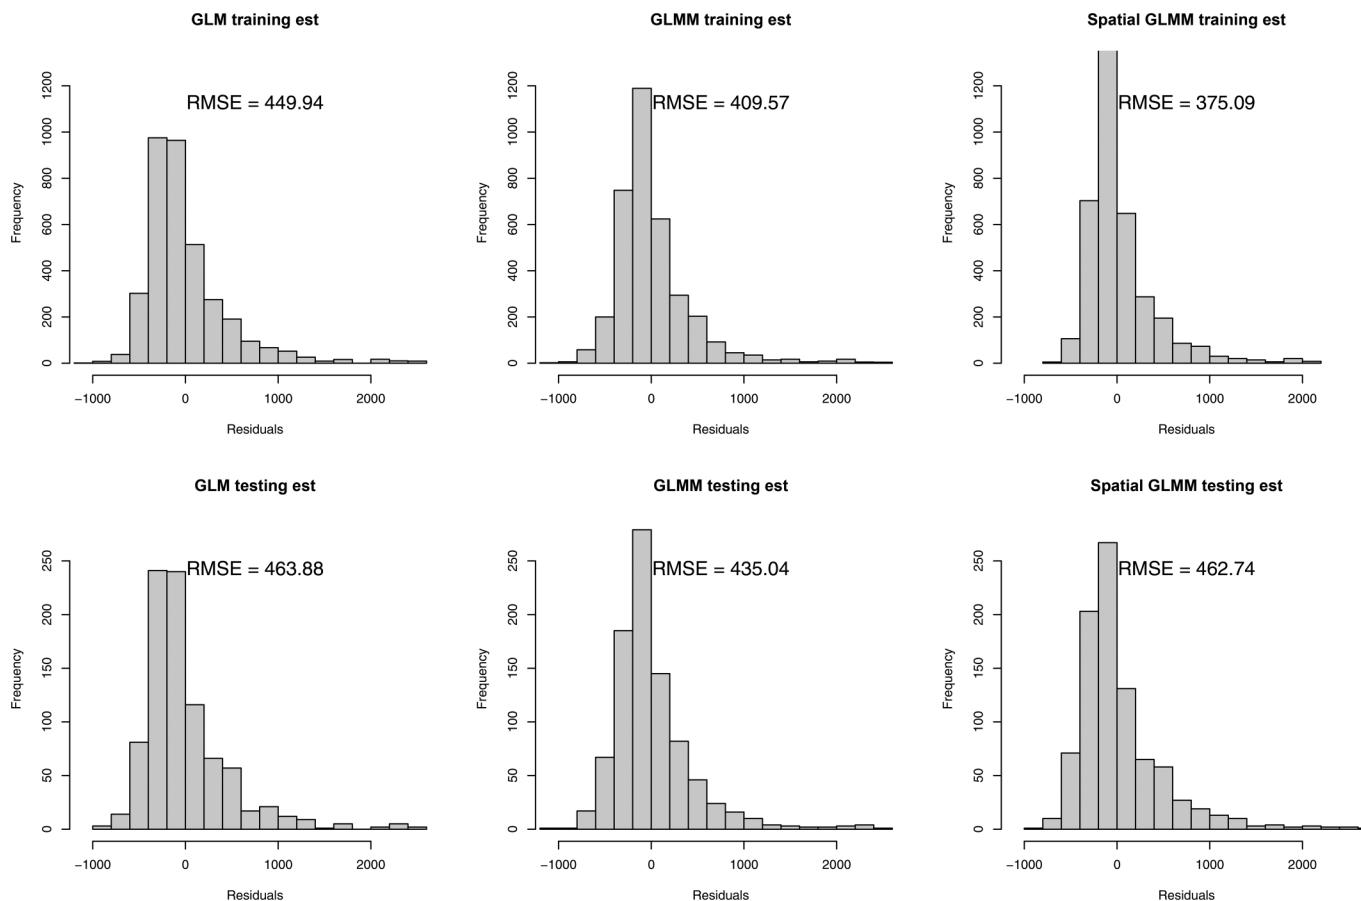 GLM training est
GLMM training est
Spatial GLMM training est
RMSE = 449.94
RMSE = 409.57
RMSE = 375.09
Frequency
0
200
400
600
800
1000
1200
−1000
0
1000
2000
Residuals
Frequency
0
200
400
600
800
1000
1200
−1000
0
1000
2000
Residuals
Frequency
0
200
400
600
800
1000
1200
−1000
0
1000
2000
Residuals
GLM testing est
GLMM testing est
Spatial GLMM testing est
RMSE = 463.88
RMSE = 435.04
RMSE = 462.74
Frequency
0
50
100
150
200
250
−1000
0
1000
2000
Residuals
Frequency
0
50
100
150
200
250
−1000
0
1000
2000
Residuals
Frequency
0
50
100
150
200
250
−1000
0
1000
2000
Residuals